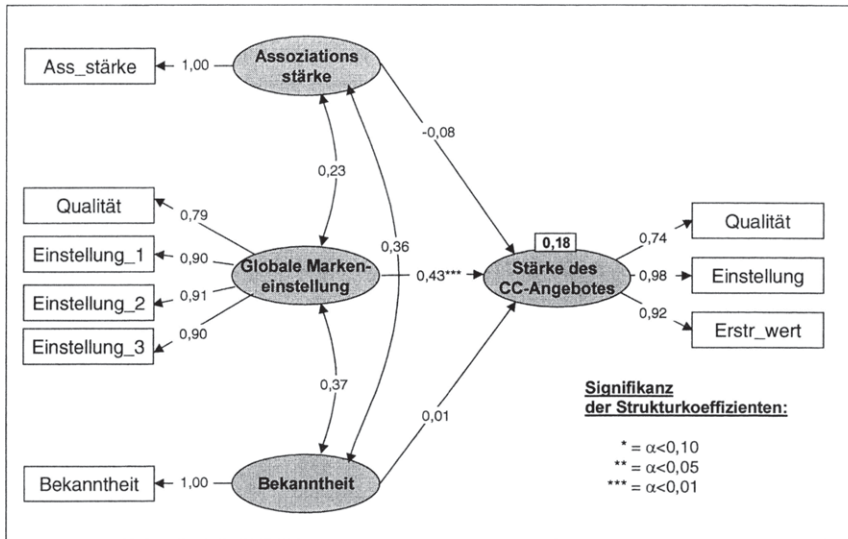 Assoziations
stärke
Ass_stärke
1,00
-0,08
0,23
Qualität
0,79
Einstellung_1
0,90
Einstellung_2
0,91
Einstellung_3
0,90
Globale Marken-
einstellung
0,36
0,43***
0,18
Stärke des
CC-Angebotes
0,74
Qualität
0,98
Einstellung
0,92
Erstr_wert
0,37
0,01
Bekanntheit
1,00
Bekanntheit
Signifikanz
der Strukturkoeffizienten:
* = α<0,10
** = α<0,05
*** = α<0,01